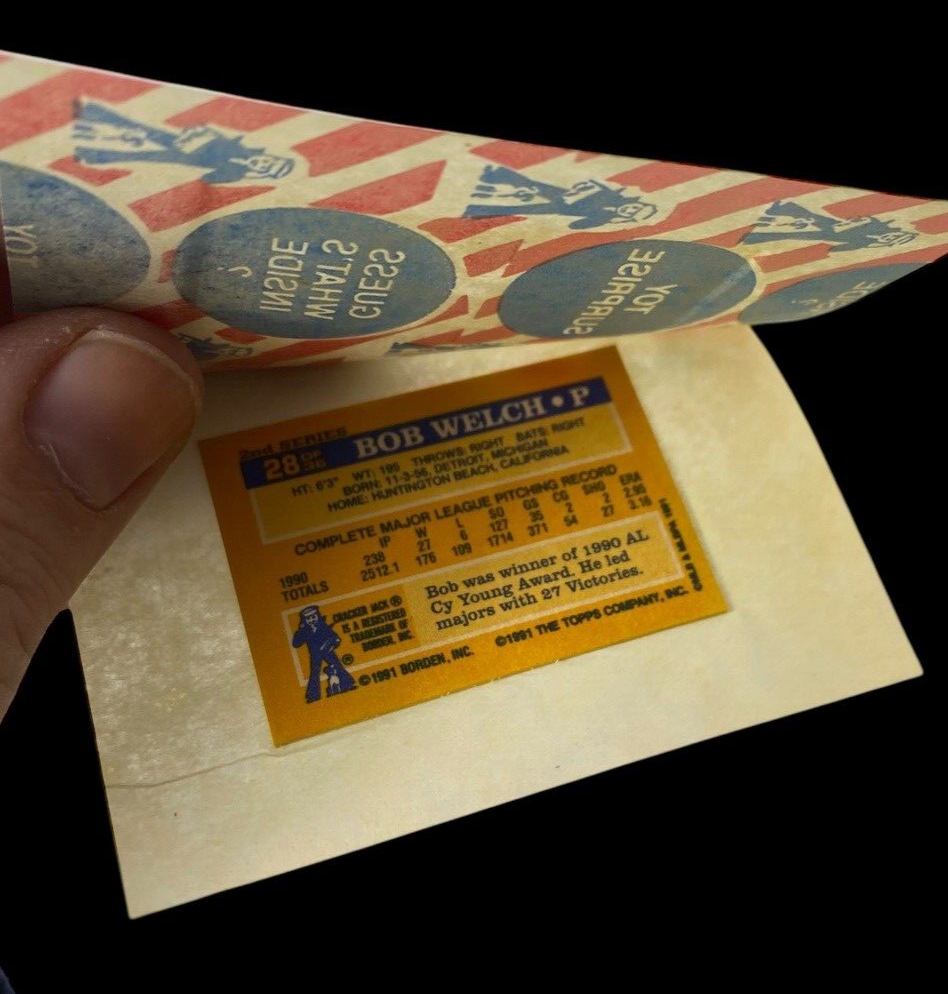 TOY
GUESS
WHAT'S
INSIDE
?
TOY
SURPRISE
INSIDE
?
2nd SERIES
28 OF 36
BOB WELCH • P
HT: 6'3" WT: 195 THROWS: RIGHT BATS: RIGHT
BORN: 11-3-56, DETROIT, MICHIGAN
HOME: HUNTINGTON BEACH, CALIFORNIA
COMPLETE MAJOR LEAGUE PITCHING RECORD
IP W L SO GS CG SHO ERA
1990 238 27 6 127 35 2 2 2.95
TOTALS 2512.1 176 109 1714 371 54 27 3.16
Bob was winner of 1990 AL
Cy Young Award. He led
majors with 27 Victories.
CRACKER JACK®
IS A REGISTERED
TRADEMARK OF
BORDEN, INC.
®
©1991 BORDEN, INC.
©1991 THE TOPPS COMPANY, INC.